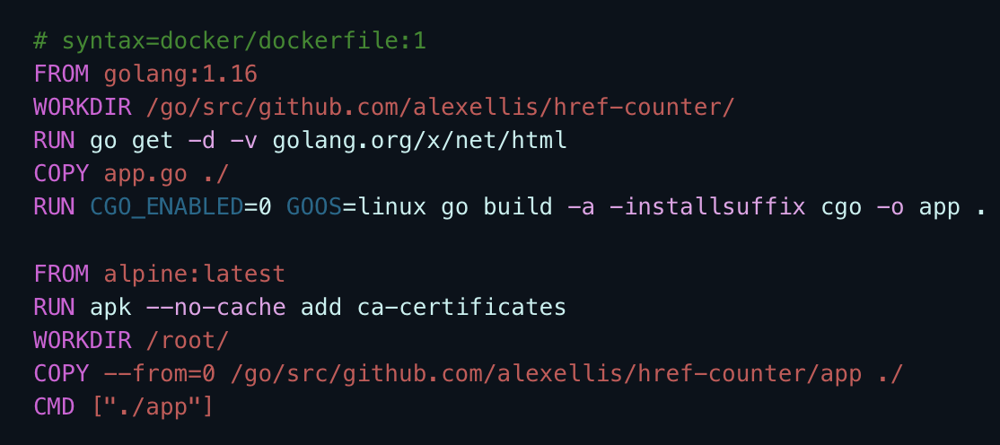 # syntax=docker/dockerfile:1
FROM golang:1.16
WORKDIR /go/src/github.com/alexellis/href-counter/
RUN go get -d -v golang.org/x/net/html
COPY app.go ./
RUN CGO_ENABLED=0 GOOS=linux go build -a -installsuffix cgo -o app .

FROM alpine:latest
RUN apk --no-cache add ca-certificates
WORKDIR /root/
COPY --from=0 /go/src/github.com/alexellis/href-counter/app ./
CMD ["./app"]